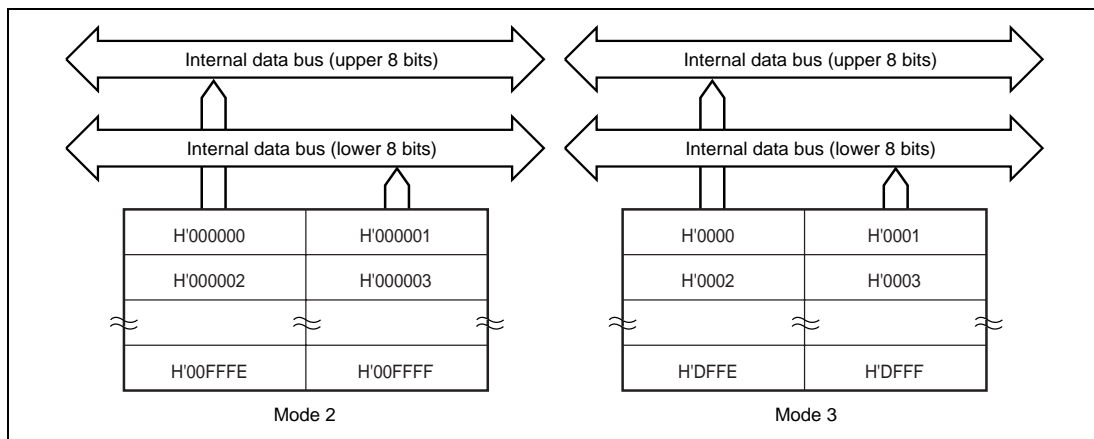 Internal data bus (upper 8 bits)
Internal data bus (lower 8 bits)
H'000000 H'000001
H'000002 H'000003
H'00FFFE H'00FFFF
Mode 2
Internal data bus (upper 8 bits)
Internal data bus (lower 8 bits)
H'0000 H'0001
H'0002 H'0003
H'DFFE H'DFFF
Mode 3